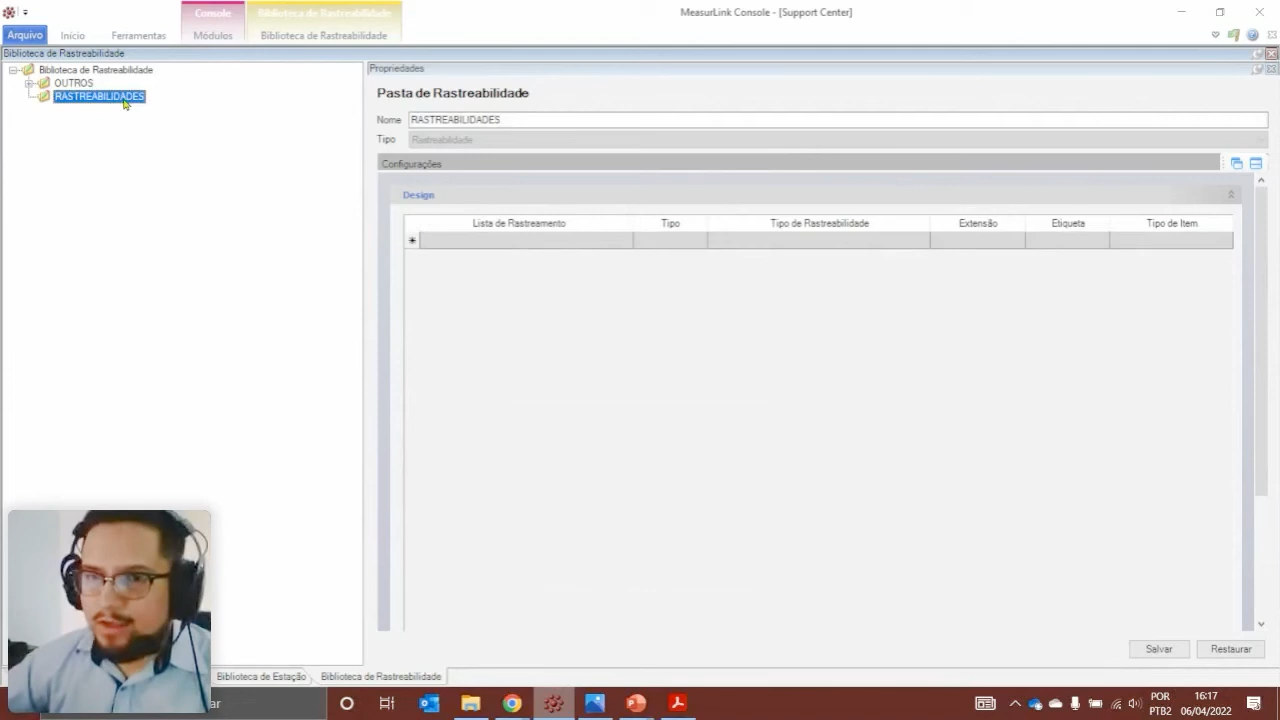 Console
Biblioteca de Rastreabilidade
MeasurLink Console - [Support Center]
Arquivo
Início
Ferramentas
Módulos
Biblioteca de Rastreabilidade
Biblioteca de Rastreabilidade
Biblioteca de Rastreabilidade
OUTROS
RASTREABILIDADES
Propriedades
Pasta de Rastreabilidade
Nome RASTREABILIDADES
Tipo Rastreabilidade
Configurações
Design
Lista de Rastreamento Tipo Tipo de Rastreabilidade Extensão Etiqueta Tipo de Item
Salvar Restaurar
Biblioteca de Estação Biblioteca de Rastreabilidade
ar
POR 16:17
PTB2 06/04/2022